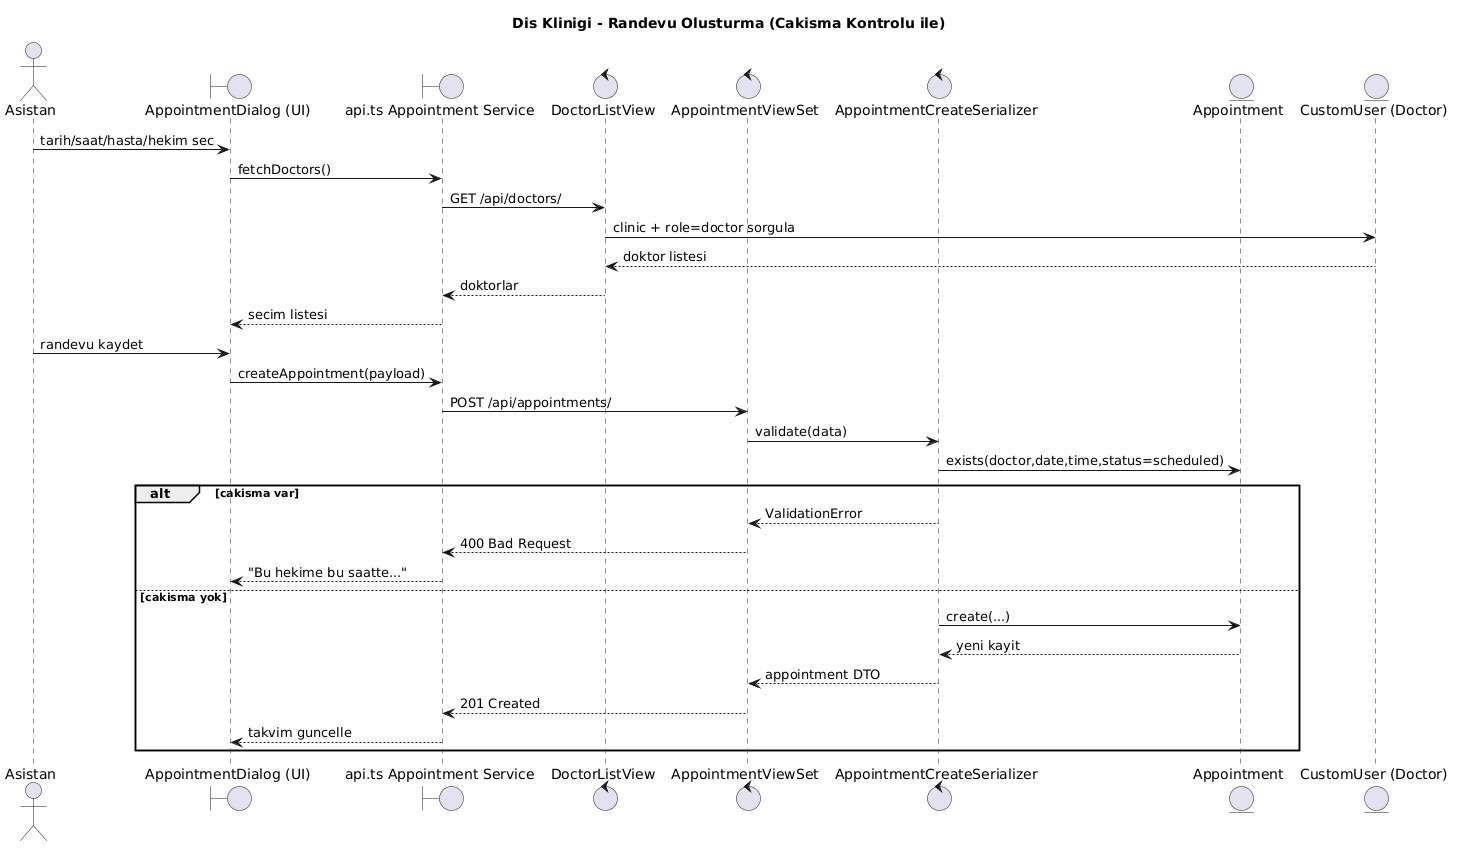 Dis Klinigi - Randevu Olusturma (Cakisma Kontrolu ile)
Asistan
AppointmentDialog (UI)
api.ts Appointment Service
DoctorListView
AppointmentViewSet
AppointmentCreateSerializer
Appointment
CustomUser (Doctor)
tarih/saat/hasta/hekim sec
fetchDoctors()
GET /api/doctors/
clinic + role=doctor sorgula
doktor listesi
doktorlar
secim listesi
randevu kaydet
createAppointment(payload)
POST /api/appointments/
validate(data)
exists(doctor,date,time,status=scheduled)
alt
[cakisma var]
ValidationError
400 Bad Request
"Bu hekime bu saatte..."
[cakisma yok]
create(...)
yeni kayit
appointment DTO
201 Created
takvim guncelle
Asistan
AppointmentDialog (UI)
api.ts Appointment Service
DoctorListView
AppointmentViewSet
AppointmentCreateSerializer
Appointment
CustomUser (Doctor)